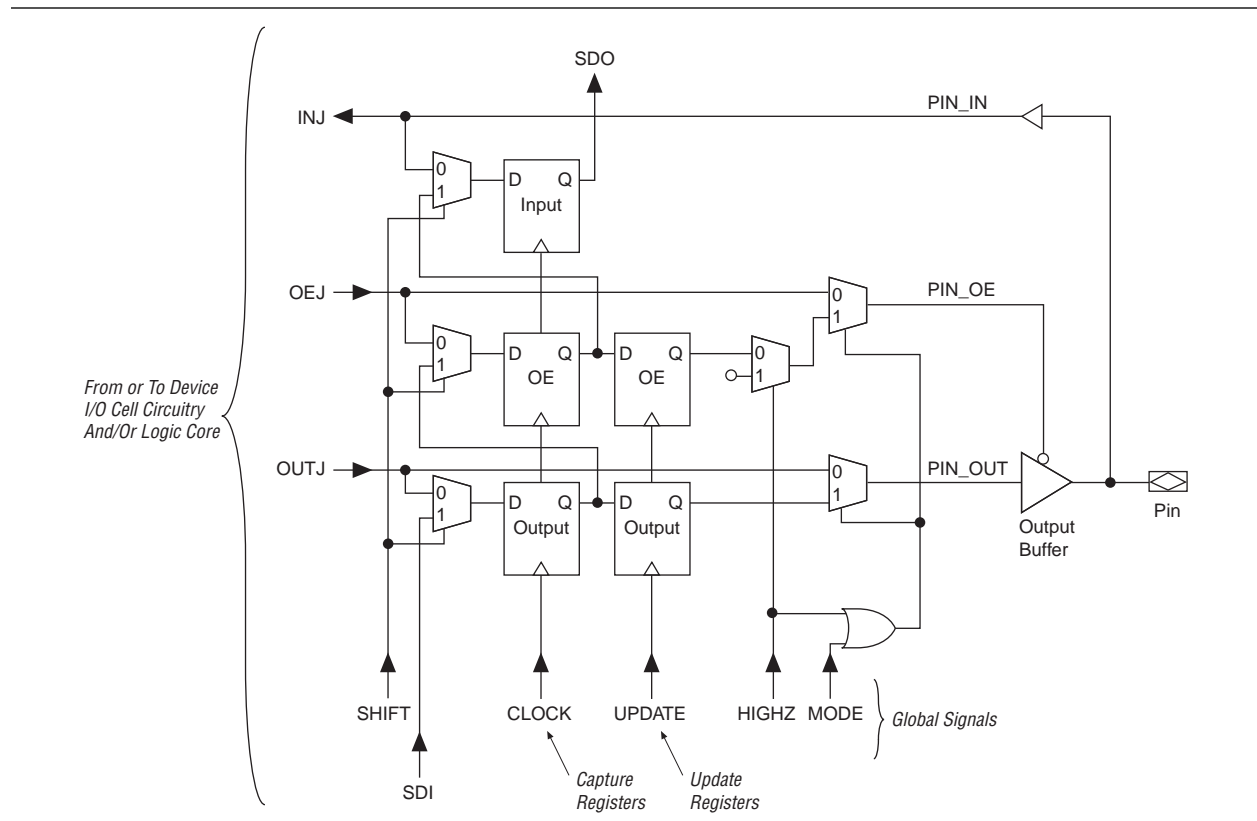 SDO
INJ
PIN_IN
0
1
D Q
Input
OEJ
0
1
PIN_OE
0
1
D Q
OE
D Q
OE
0
1
From or To Device
I/O Cell Circuitry
And/Or Logic Core
OUTJ
0
1
PIN_OUT
0
1
D Q
Output
D Q
Output
Output
Buffer
Pin
SHIFT
CLOCK
UPDATE
HIGHZ
MODE
Global Signals
SDI
Capture
Registers
Update
Registers